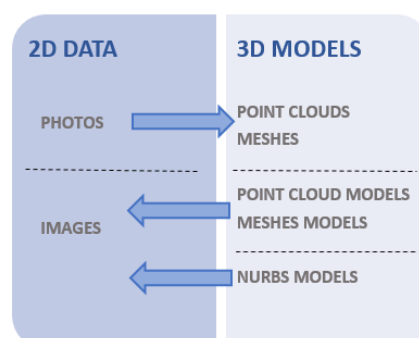 2D DATA
3D MODELS
PHOTOS
POINT CLOUDS
MESHES
IMAGES
POINT CLOUD MODELS
MESHES MODELS
NURBS MODELS